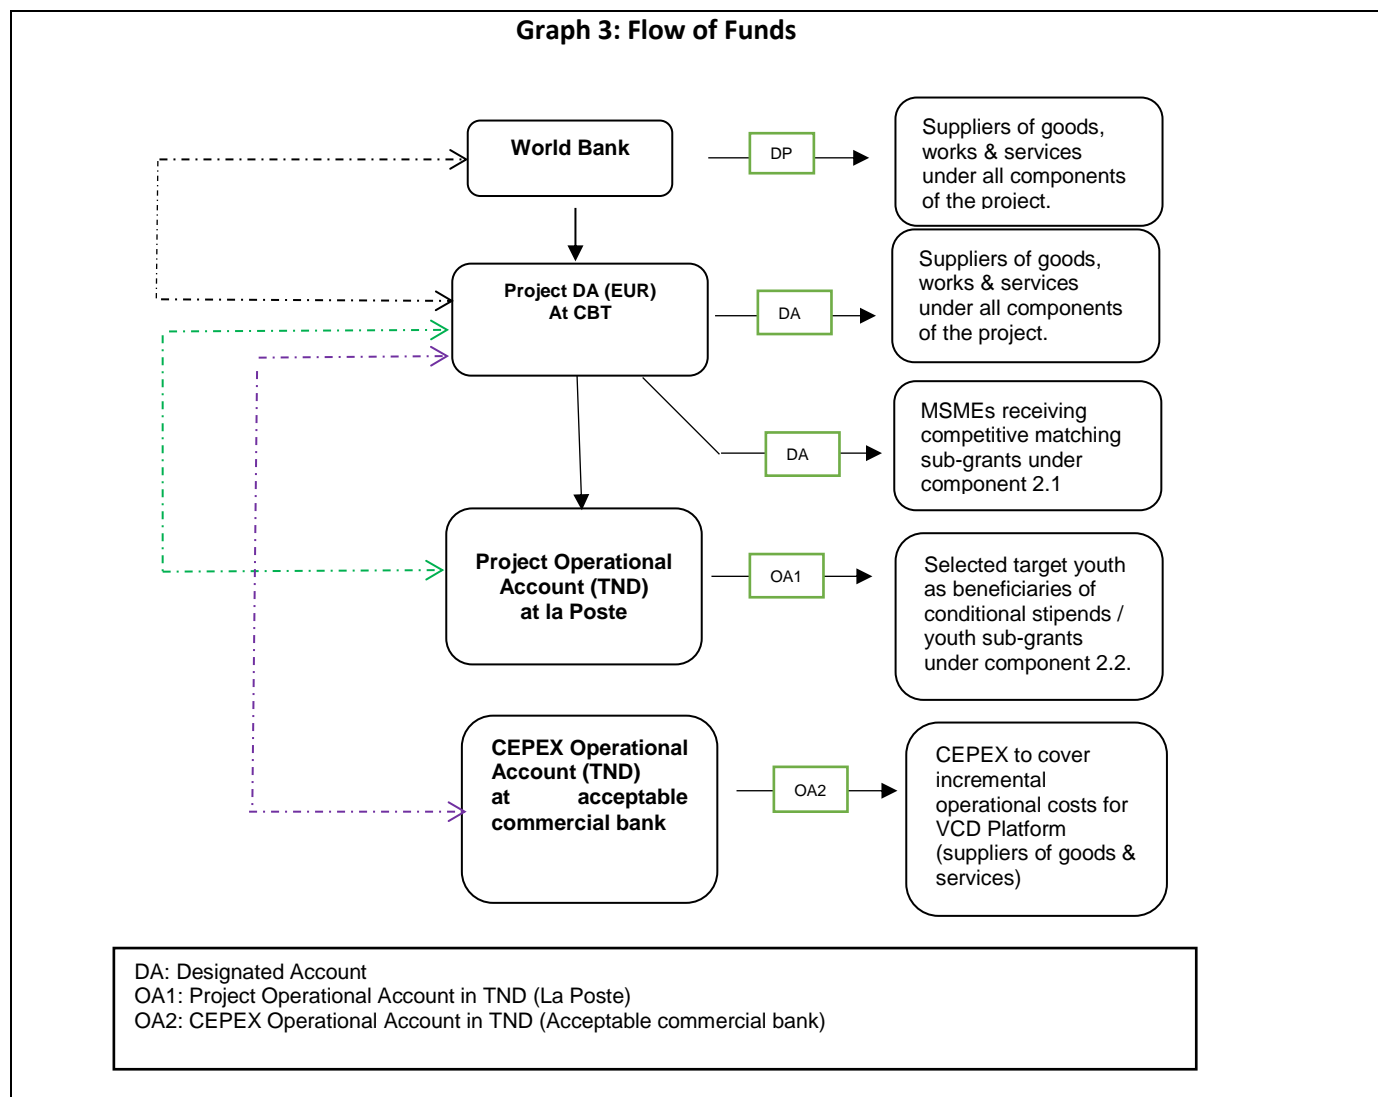 Graph 3: Flow of Funds
World Bank
DP
Suppliers of goods,
works & services
under all components
of the project.
Project DA (EUR)
At CBT
DA
Suppliers of goods,
works & services
under all components
of the project.
DA
MSMEs receiving
competitive matching
sub-grants under
component 2.1
Project Operational
Account (TND)
at la Poste
OA1
Selected target youth
as beneficiaries of
conditional stipends /
youth sub-grants
under component 2.2.
CEPEX Operational
Account (TND)
at acceptable
commercial bank
OA2
CEPEX to cover
incremental
operational costs for
VCD Platform
(suppliers of goods &
services)
DA: Designated Account
OA1: Project Operational Account in TND (La Poste)
OA2: CEPEX Operational Account in TND (Acceptable commercial bank)